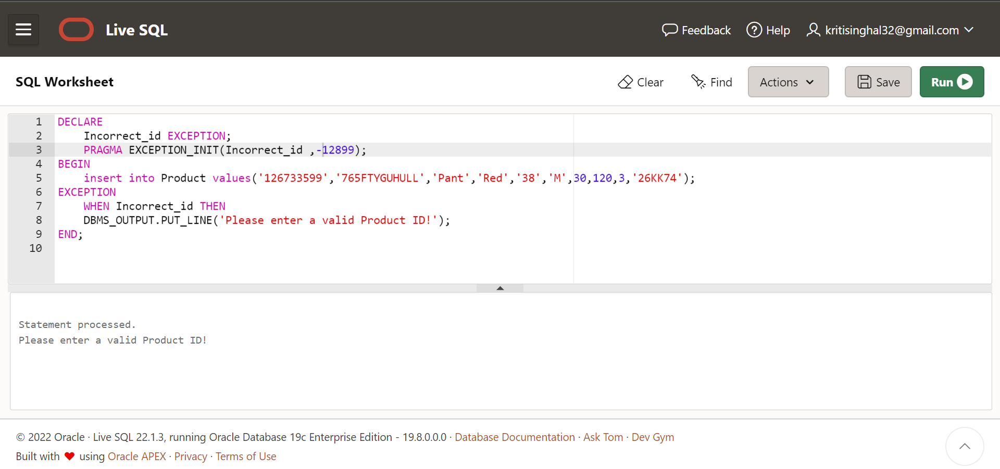 Live SQL
Feedback Help kritisinghal32@gmail.com
SQL Worksheet
Clear Find Actions Save Run
1 DECLARE
2 Incorrect_id EXCEPTION;
3 PRAGMA EXCEPTION_INIT(Incorrect_id ,-12899);
4 BEGIN
5 insert into Product values('126733599','765FTYGUHULL','Pant','Red','38','M',30,120,3,'26KK74');
6 EXCEPTION
7 WHEN Incorrect_id THEN
8 DBMS_OUTPUT.PUT_LINE('Please enter a valid Product ID!');
9 END;
10
Statement processed.
Please enter a valid Product ID!
© 2022 Oracle · Live SQL 22.1.3, running Oracle Database 19c Enterprise Edition - 19.8.0.0.0 · Database Documentation · Ask Tom · Dev Gym
Built with ♥ using Oracle APEX · Privacy · Terms of Use